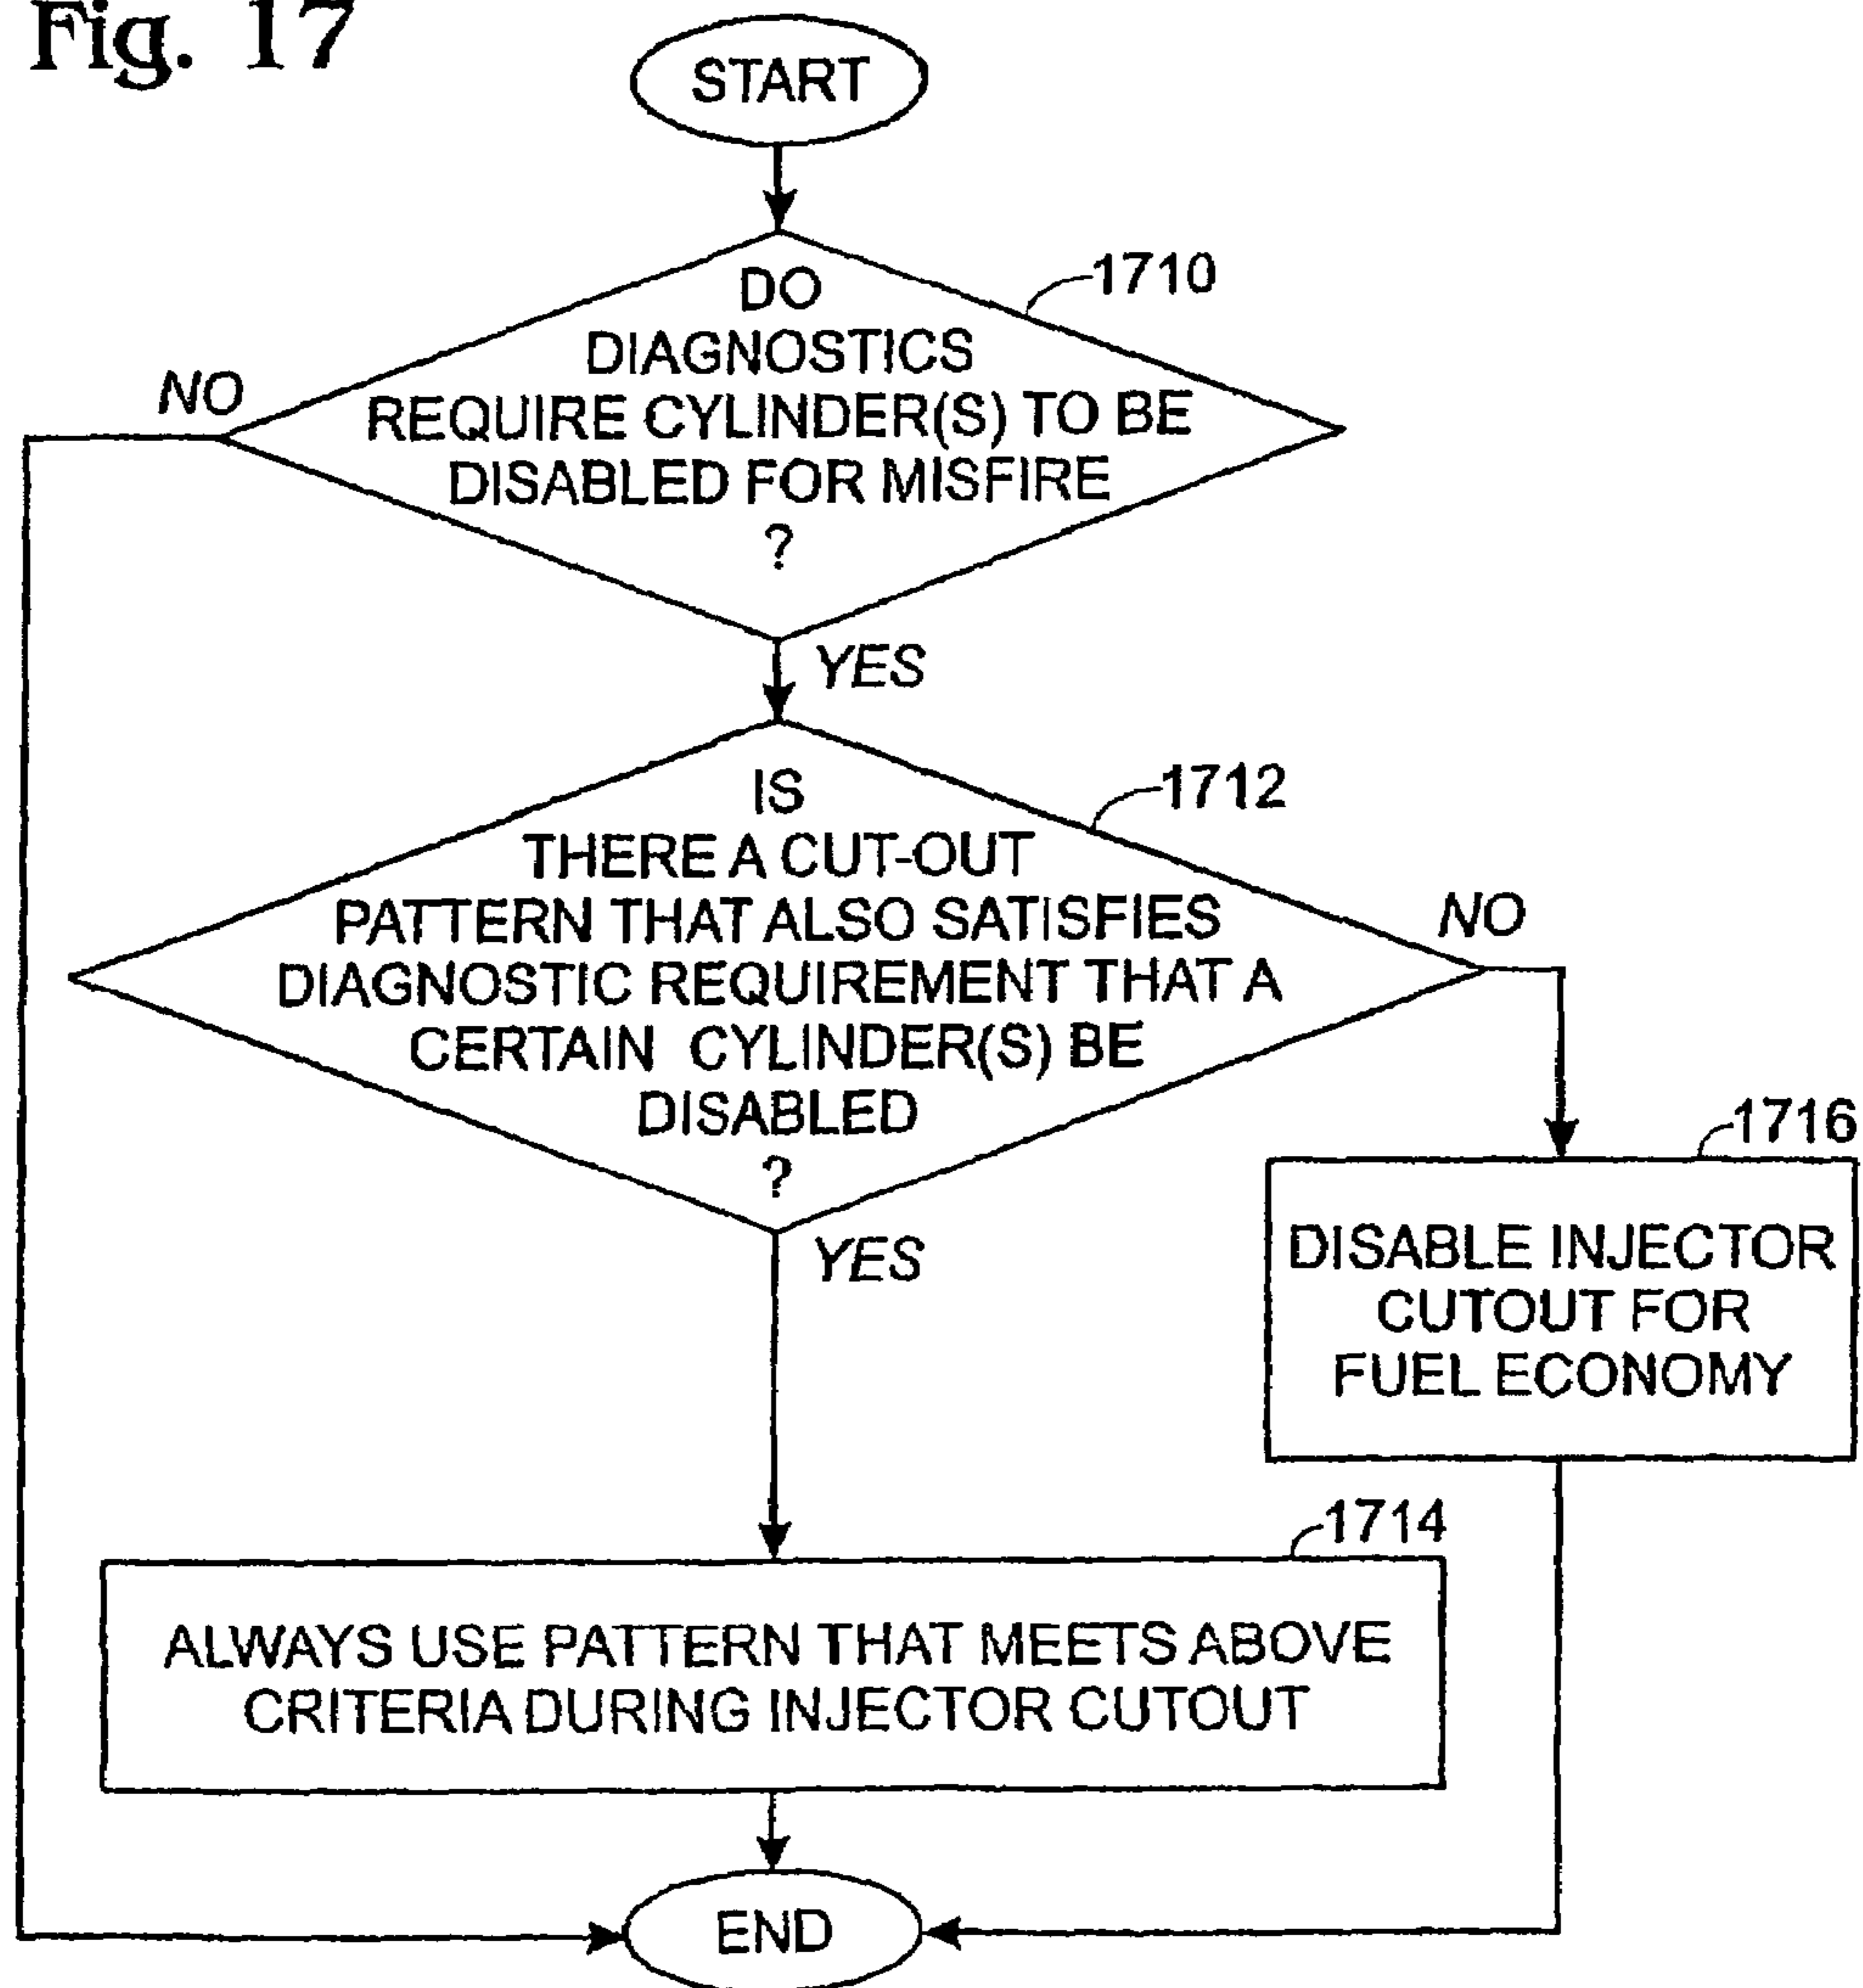 Fig. 17
START
DO
DIAGNOSTICS
REQUIRE CYLINDER(S) TO BE
DISABLED FOR MISFIRE
?
1710
NO
YES
IS
THERE A CUT-OUT
PATTERN THAT ALSO SATISFIES
DIAGNOSTIC REQUIREMENT THAT A
CERTAIN CYLINDER(S) BE
DISABLED
?
1712
NO
YES
1716
DISABLE INJECTOR
CUTOUT FOR
FUEL ECONOMY
1714
ALWAYS USE PATTERN THAT MEETS ABOVE
CRITERIA DURING INJECTOR CUTOUT
END